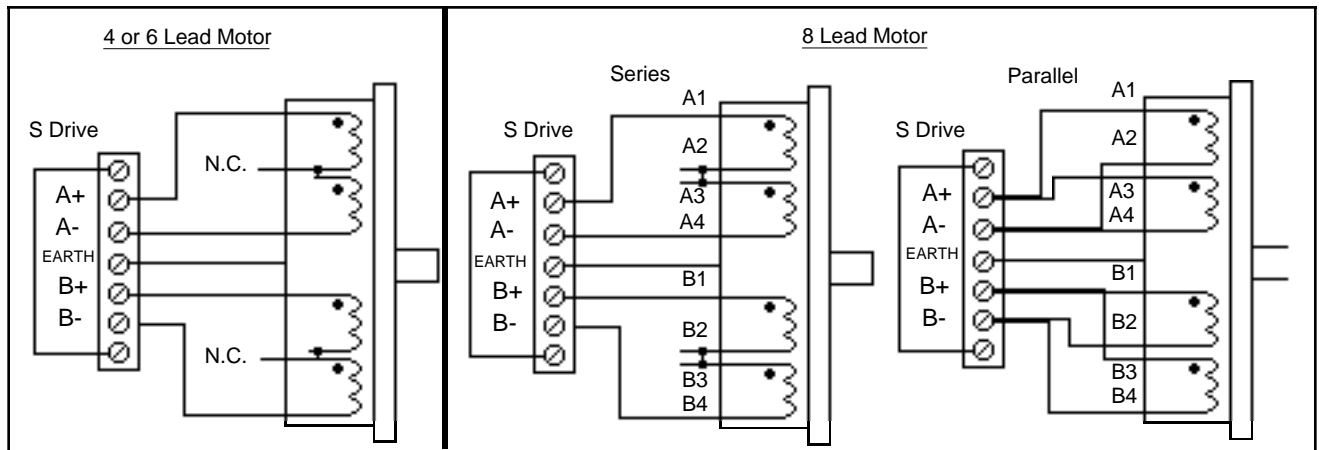 4 or 6 Lead Motor
S Drive
A+
A-
EARTH
B+
B-
N.C.
N.C.
8 Lead Motor
Series
S Drive
A+
A-
EARTH
B+
B-
A1
A2
A3
A4
B1
B2
B3
B4
Parallel
S Drive
A+
A-
EARTH
B+
B-
A1
A2
A3
A4
B1
B2
B3
B4